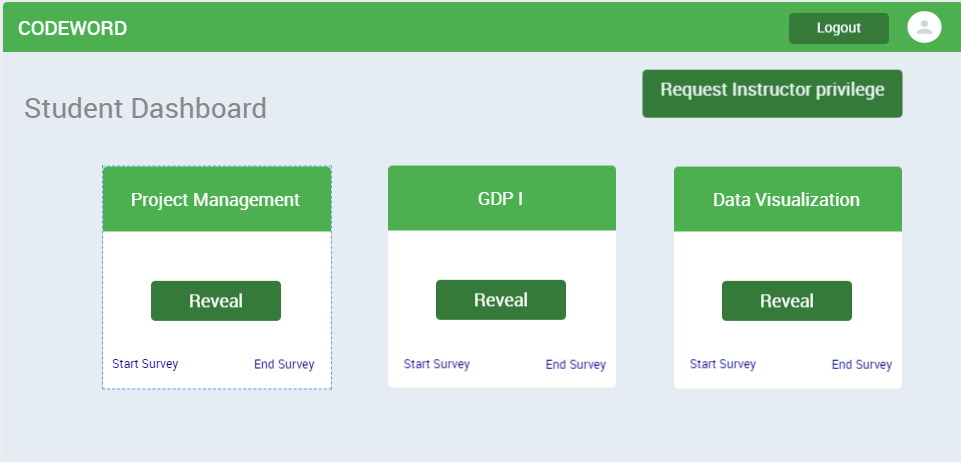 CODEWORD
Logout
Request Instructor privilege
Student Dashboard
Project Management
GDP I
Data Visualization
Reveal
Reveal
Reveal
Start Survey
End Survey
Start Survey
End Survey
Start Survey
End Survey